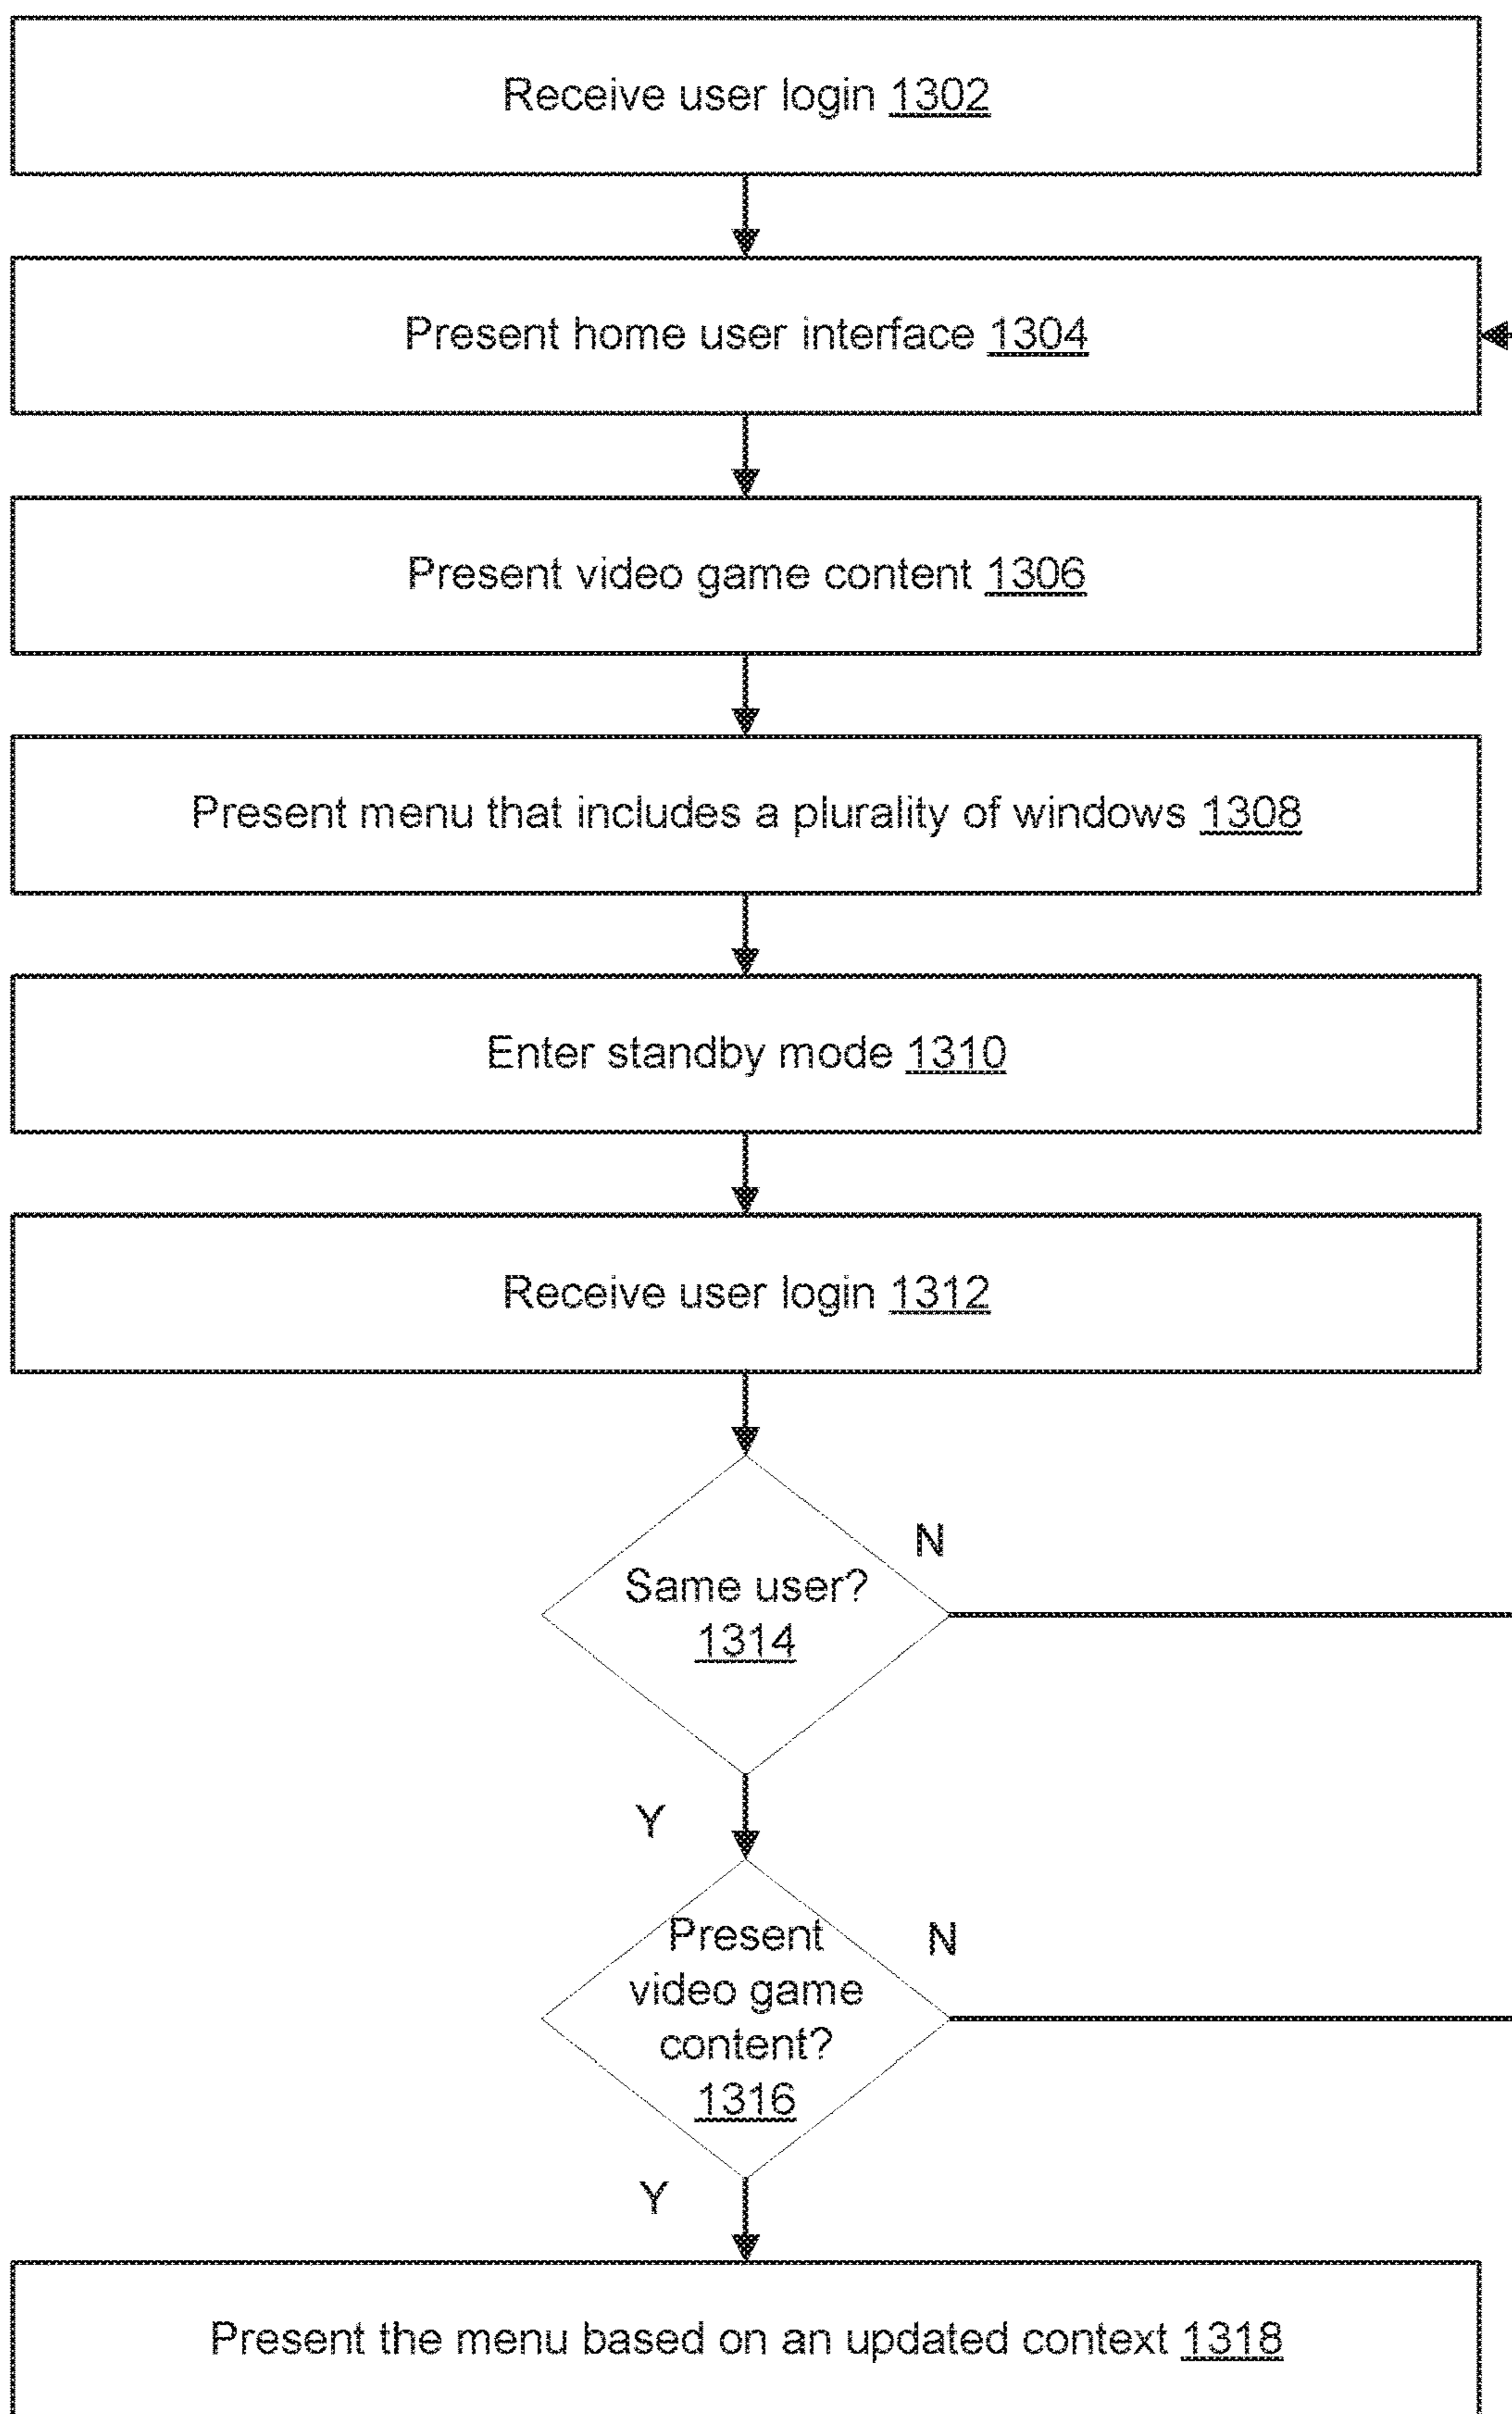 Receive user login 1302
Present home user interface 1304
Present video game content 1306
Present menu that includes a plurality of windows 1308
Enter standby mode 1310
Receive user login 1312
N
Same user?
1314
Y
Present
N
video game
content?
1316
Y
Present the menu based on an updated context 1318